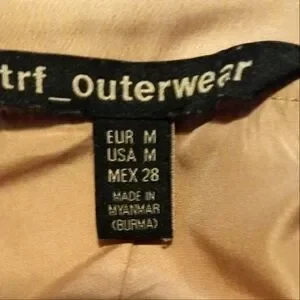 trf_outerwear
EUR M
USA M
MEX 28
MADE IN
MYANMAR
(BURMA)